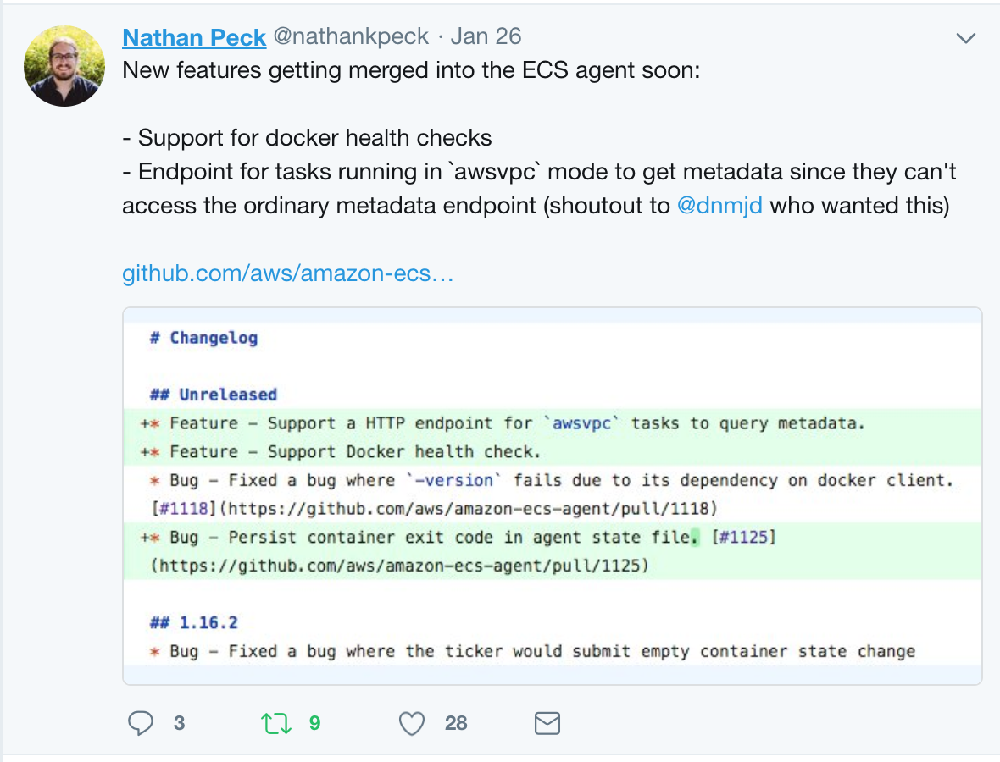 Nathan Peck @nathankpeck · Jan 26
New features getting merged into the ECS agent soon:
- Support for docker health checks
- Endpoint for tasks running in `awsvpc` mode to get metadata since they can't
access the ordinary metadata endpoint (shoutout to @dnmjd who wanted this)
github.com/aws/amazon-ecs…
# Changelog
## Unreleased
+* Feature - Support a HTTP endpoint for `awsvpc` tasks to query metadata.
+* Feature - Support Docker health check.
* Bug - Fixed a bug where `-version` fails due to its dependency on docker client.
[#1118](https://github.com/aws/amazon-ecs-agent/pull/1118)
+* Bug - Persist container exit code in agent state file. [#1125]
(https://github.com/aws/amazon-ecs-agent/pull/1125)
## 1.16.2
* Bug - Fixed a bug where the ticker would submit empty container state change
3 9 28